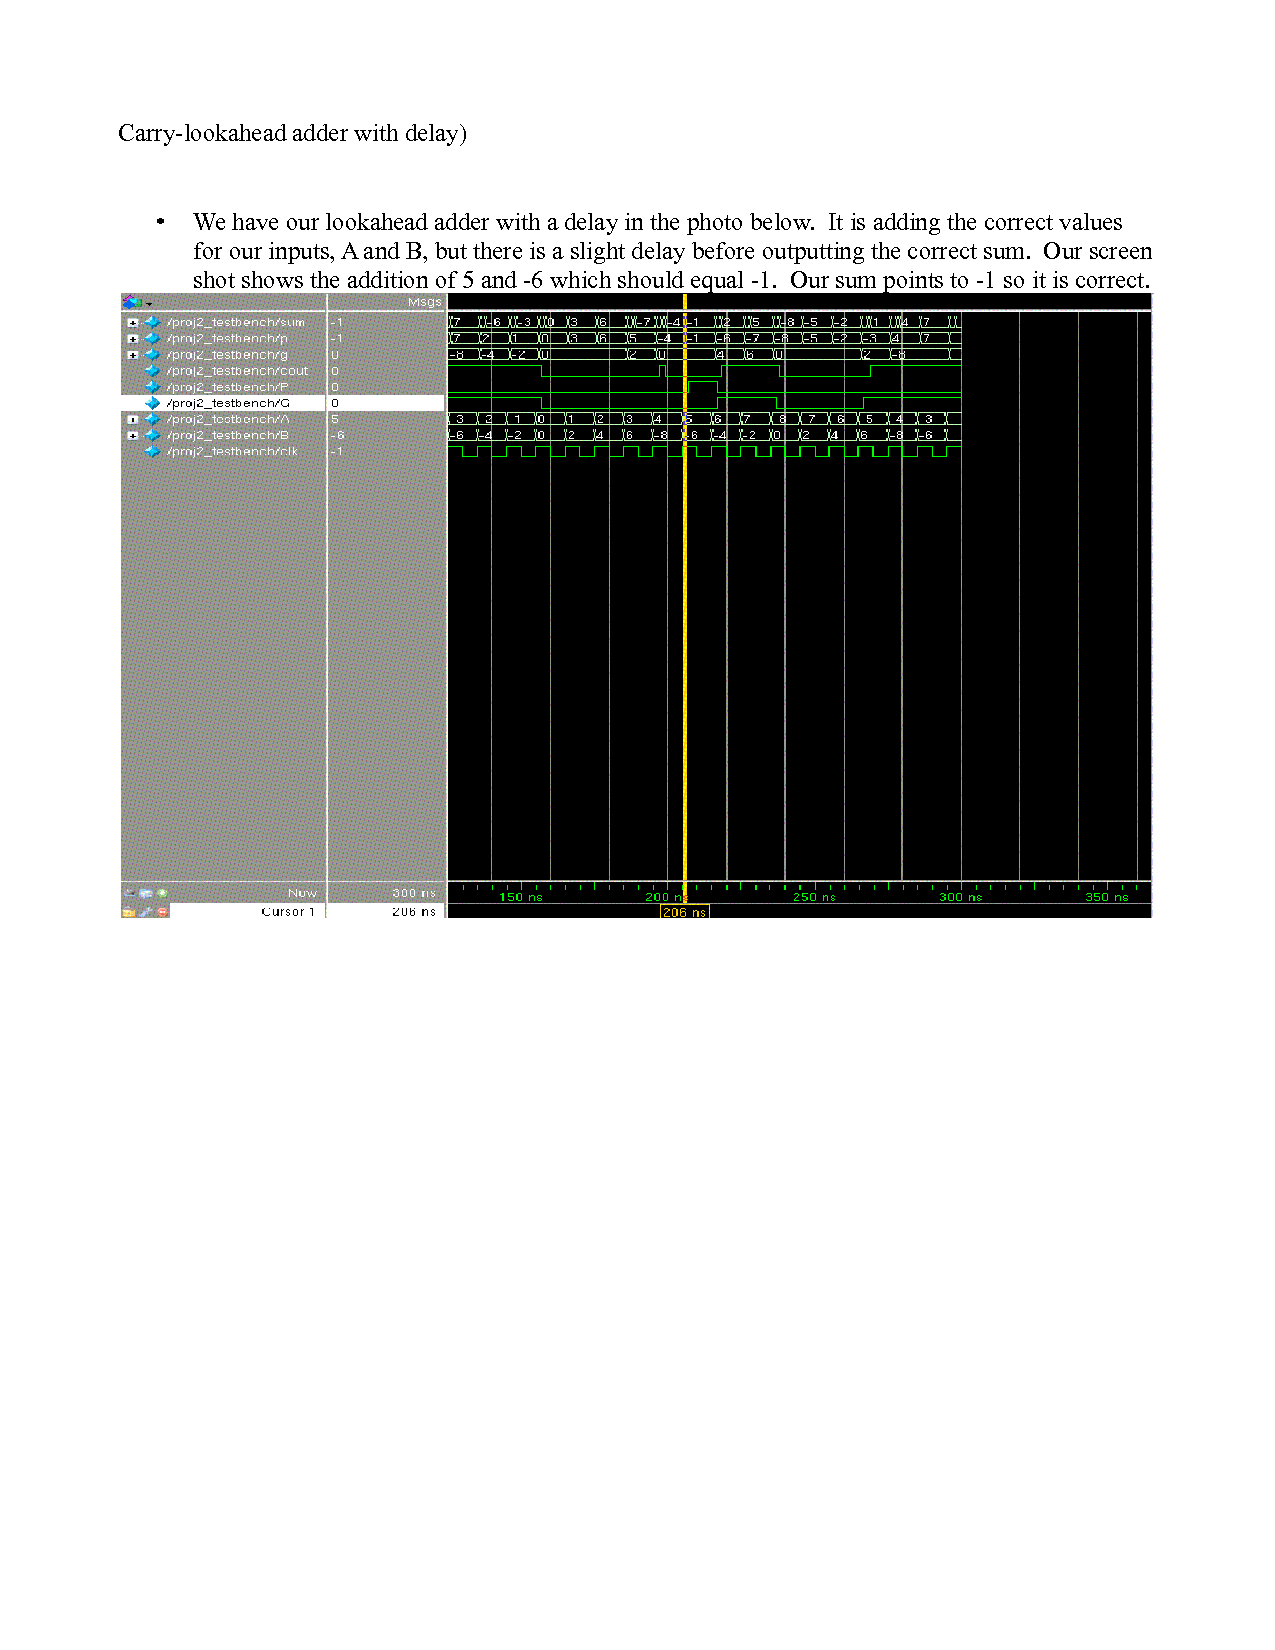 Carry-lookahead adder with delay)
• We have our lookahead adder with a delay in the photo below.  It is adding the correct values
for our inputs, A and B, but there is a slight delay before outputting the correct sum.  Our screen
shot shows the addition of 5 and -6 which should equal -1.  Our sum points to -1 so it is correct.
Msgs
/proj2_testbench/sum -1 7 -6 -3 0 3 6 -7 -4 -1 2 5 -8 -5 -2 1 4 7
/proj2_testbench/p -1 7 2 1 0 3 6 5 -4 -1 -6 -7 -8 -5 -2 -3 4 7
/proj2_testbench/g 0 -8 -4 -2 0 2 0 4 6 0 2 -8
/proj2_testbench/cout 0
/proj2_testbench/P 0
/proj2_testbench/G 0
/proj2_testbench/A 5 3 2 1 0 1 2 3 4 5 6 7 8 7 6 5 4 3
/proj2_testbench/B -6 -6 -4 -2 0 2 4 6 -8 -6 -4 -2 0 2 4 6 -8 -6
/proj2_testbench/clk -1
Now 300 ns 150 ns 200 ns 250 ns 300 ns 350 ns
Cursor 1 206 ns 206 ns